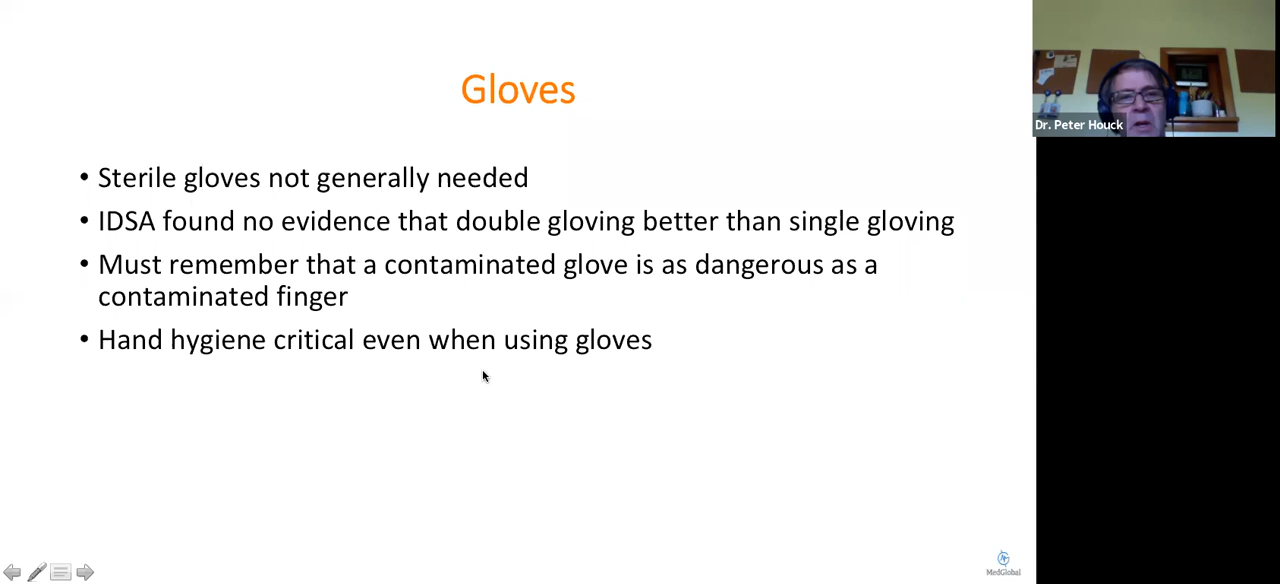 Gloves
• Sterile gloves not generally needed
• IDSA found no evidence that double gloving better than single gloving
• Must remember that a contaminated glove is as dangerous as a
contaminated finger
• Hand hygiene critical even when using gloves
Dr. Peter Houck
MedGlobal